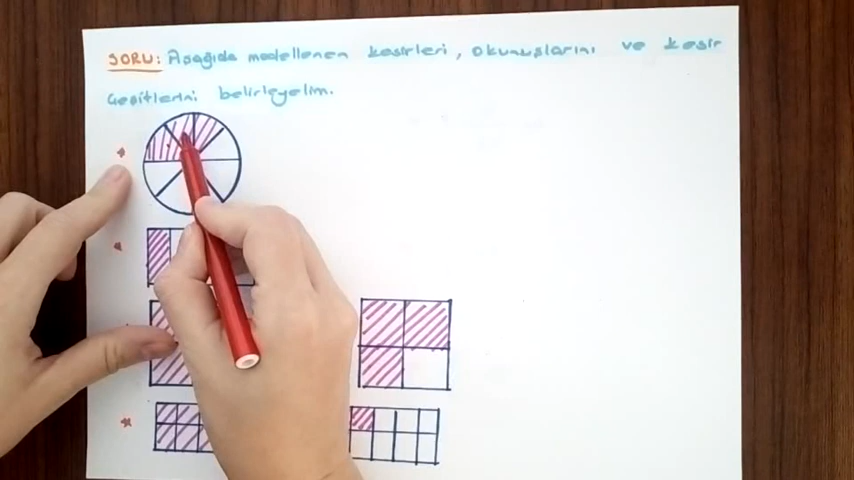 SORU: Aşağıda modellenen kesirleri, okunuşlarını ve kesir
çeşitlerini belirleyelim.